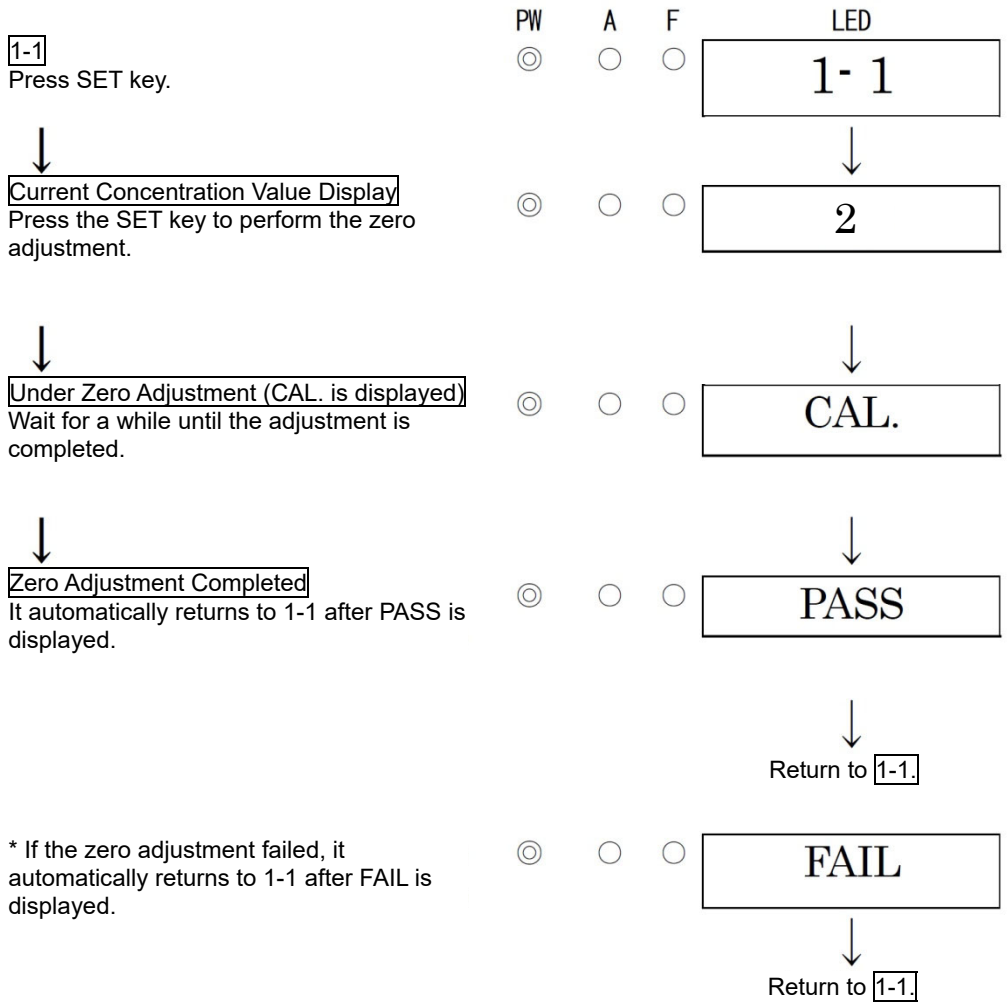 PW A F LED
1-1
Press SET key.
1- 1
Current Concentration Value Display
Press the SET key to perform the zero
adjustment.
2
Under Zero Adjustment (CAL. is displayed)
Wait for a while until the adjustment is
completed.
CAL.
Zero Adjustment Completed
It automatically returns to 1-1 after PASS is
displayed.
PASS
Return to 1-1.
* If the zero adjustment failed, it
automatically returns to 1-1 after FAIL is
displayed.
FAIL
Return to 1-1.